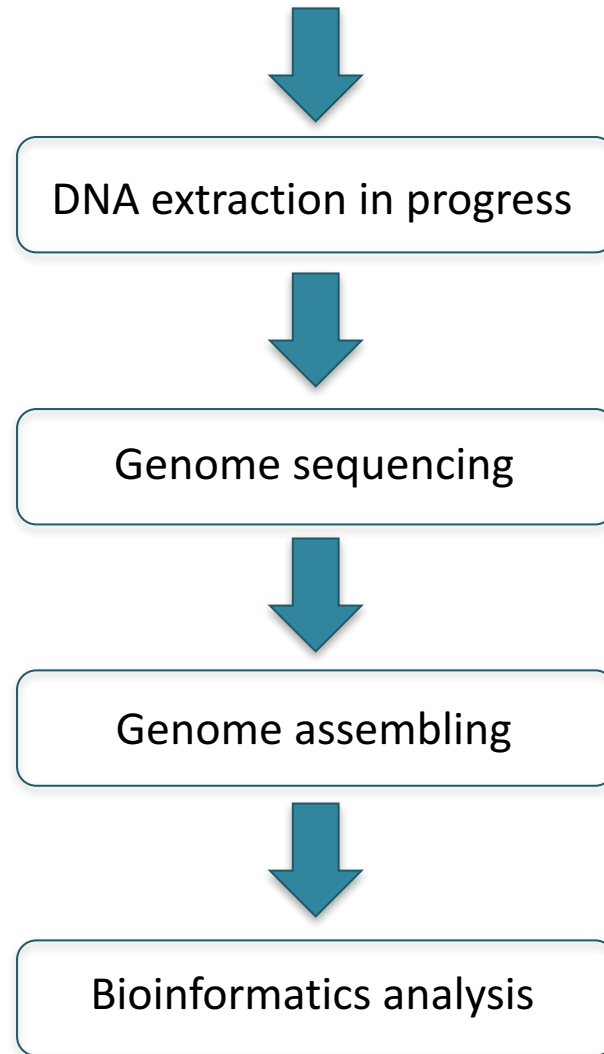 DNA extraction in progress
Genome sequencing
Genome assembling
Bioinformatics analysis